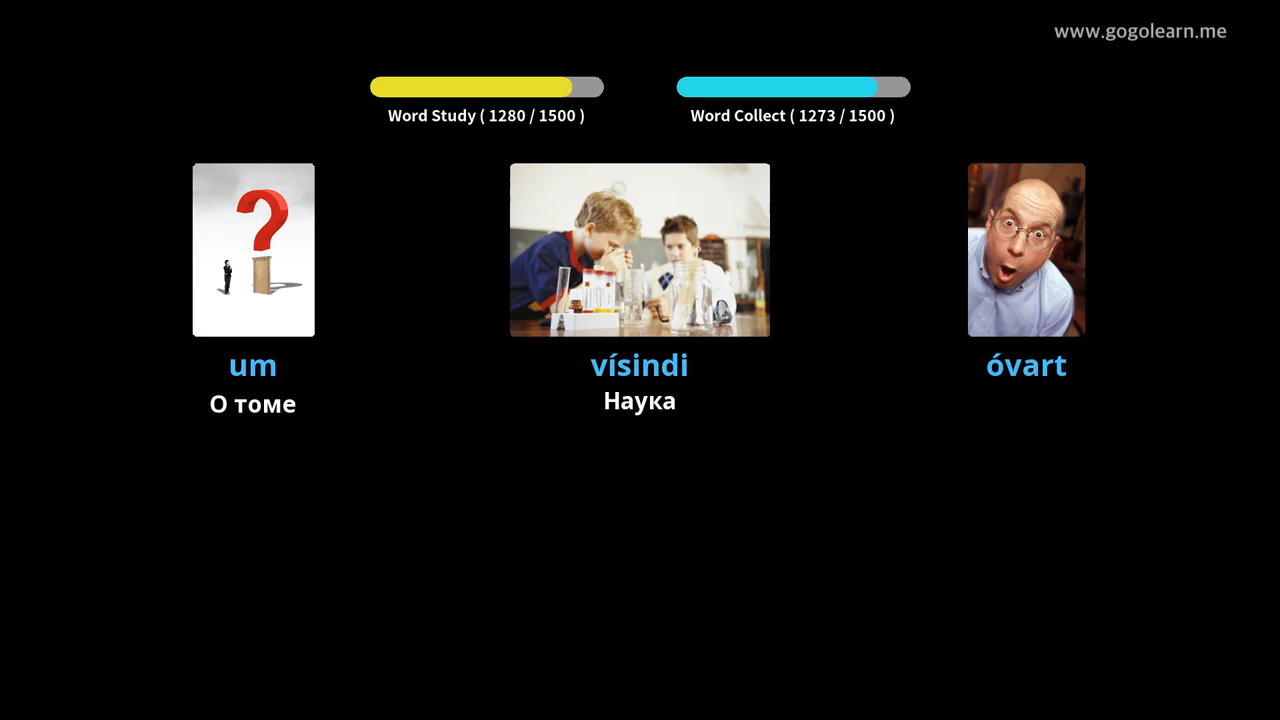 www.gogolearn.me
Word Study ( 1280 / 1500 )
Word Collect ( 1273 / 1500 )
um
vísindi
óvart
О томе
Наука